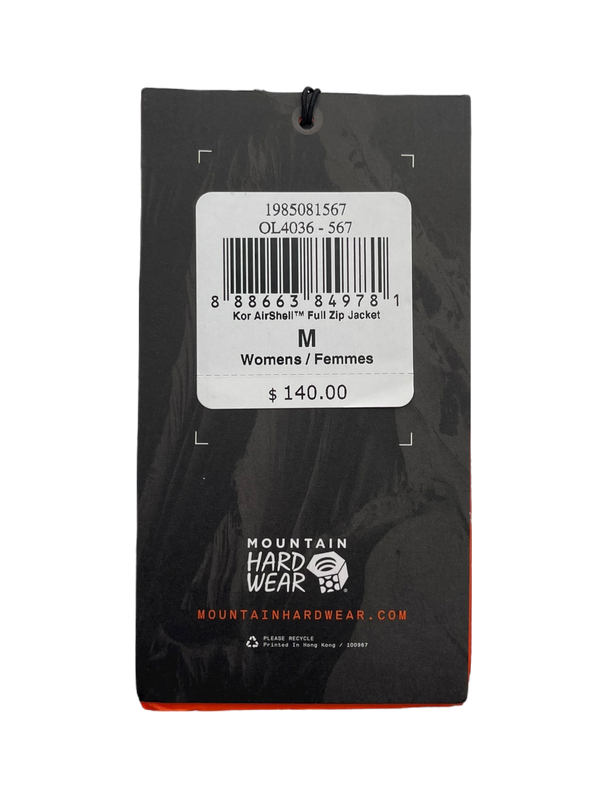 1985081567
OL4036 - 567
8 88663 84978 1
Kor AirShell™ Full Zip Jacket
M
Womens / Femmes
$ 140.00
MOUNTAIN
HARD
WEAR®
MOUNTAINHARDWEAR.COM
PLEASE RECYCLE
Printed In Hong Kong / 100967